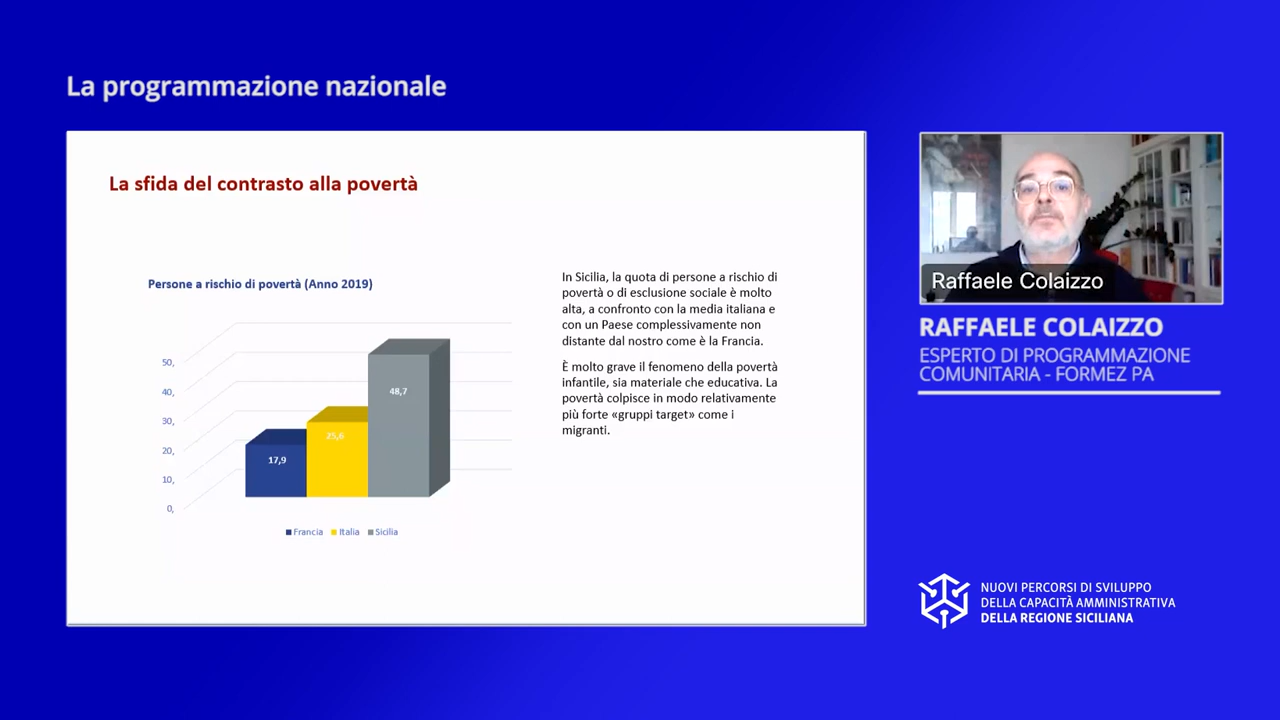 La programmazione nazionale
La sfida del contrasto alla povertà
Persone a rischio di povertà (Anno 2019)
50,
40,
30,
20,
10,
0,
17,9
25,6
48,7
Francia
Italia
Sicilia
In Sicilia, la quota di persone a rischio di
povertà o di esclusione sociale è molto
alta, a confronto con la media italiana e
con un Paese complessivamente non
distante dal nostro come è la Francia.
È molto grave il fenomeno della povertà
infantile, sia materiale che educativa. La
povertà colpisce in modo relativamente
più forte «gruppi target» come i
migranti.
Raffaele Colaizzo
RAFFAELE COLAIZZO
ESPERTO DI PROGRAMMAZIONE
COMUNITARIA - FORMEZ PA
NUOVI PERCORSI DI SVILUPPO
DELLA CAPACITÀ AMMINISTRATIVA
DELLA REGIONE SICILIANA